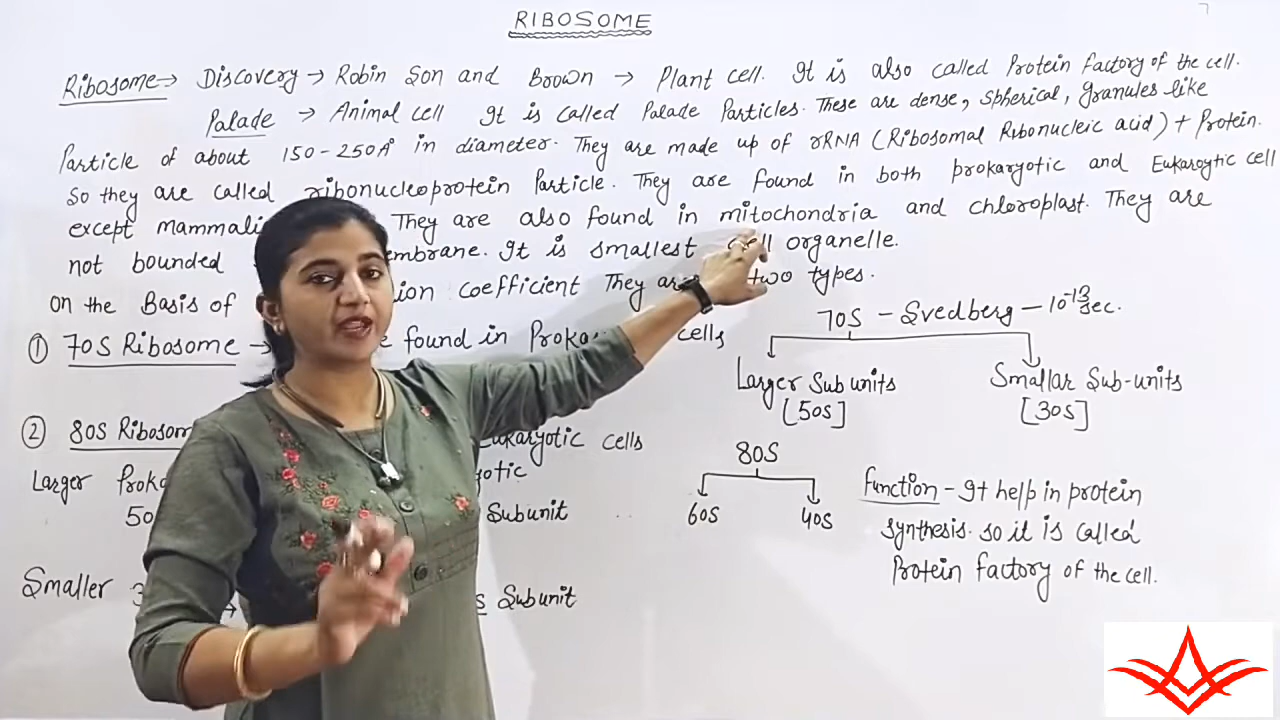 RIBOSOME
Ribosome → Discovery → Robin Son and Brown → Plant cell. It is also called Protein factory of the cell.
Palade → Animal cell It is called Palade Particles. These are dense, spherical, granules like
Particle of about 150-250A° in diameter. They are made up of rRNA (Ribosomal Ribonucleic acid) + Protein.
So they are called ribonucleoprotein Particle. They are found in both prokaryotic and Eukaroytic cell
except mammali They are also found in mitochondria and chloroplast. They are
not bounded embrane. It is smallest cell organelle.
On the Basis of tion coefficient They are two types.
① 70S Ribosome → e found in Proka cells
② 80S Ribosom Eukaryotic cells
Larger Proka yotic
50 Subunit
Smaller 3 → s Subunit
70S - Svedberg - 10⁻¹³ sec.
Larger Subunits Smallar Sub-units
[50S] [30S]
80S
60S 40S
Function - It help in protein
synthesis. so it is called
Protein factory of the cell.